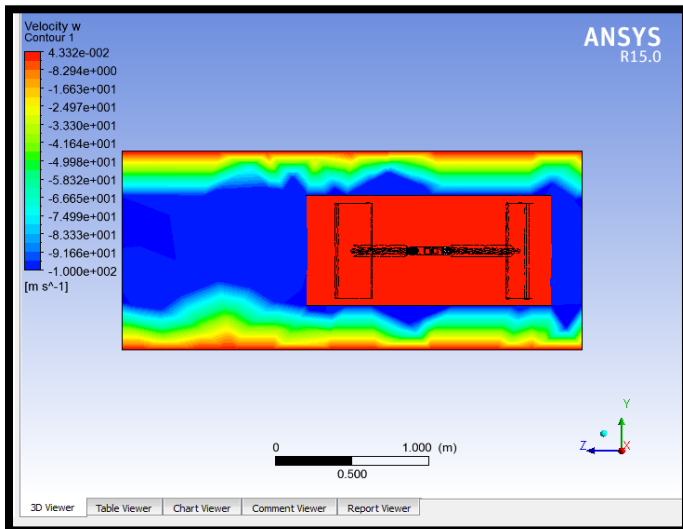 Velocity w
Contour 1
4.332e-002
-8.294e+000
-1.663e+001
-2.497e+001
-3.330e+001
-4.164e+001
-4.998e+001
-5.832e+001
-6.665e+001
-7.499e+001
-8.333e+001
-9.166e+001
-1.000e+002
[m s^-1]
ANSYS
R15.0
0 1.000 (m)
0.500
Y
Z X
3D Viewer Table Viewer Chart Viewer Comment Viewer Report Viewer